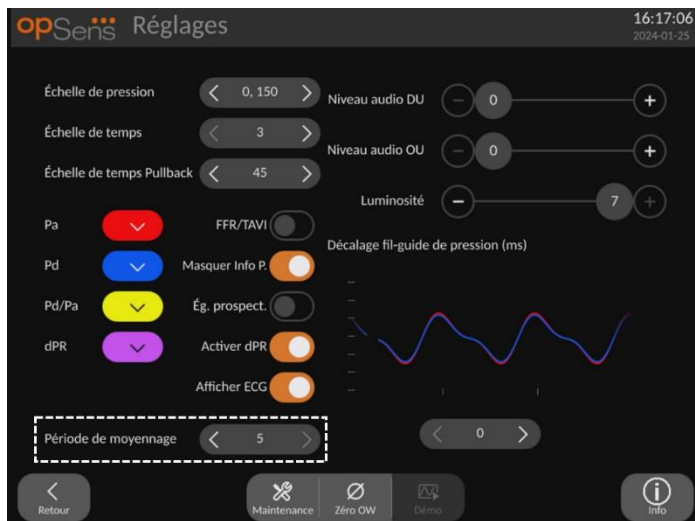 opSens Réglages
16:17:06
2024-01-25
Échelle de pression 0, 150
Échelle de temps 3
Échelle de temps Pullback 45
Niveau audio DU 0
Niveau audio OU 0
Luminosité 7
Pa
Pd
Pd/Pa
dPR
FFR/TAVI
Masquer Info P.
Ég. prospect.
Activer dPR
Afficher ECG
Décalage fil-guide de pression (ms)
0
Période de moyennage 5
Retour
Maintenance
Zéro OW
Démo
Info